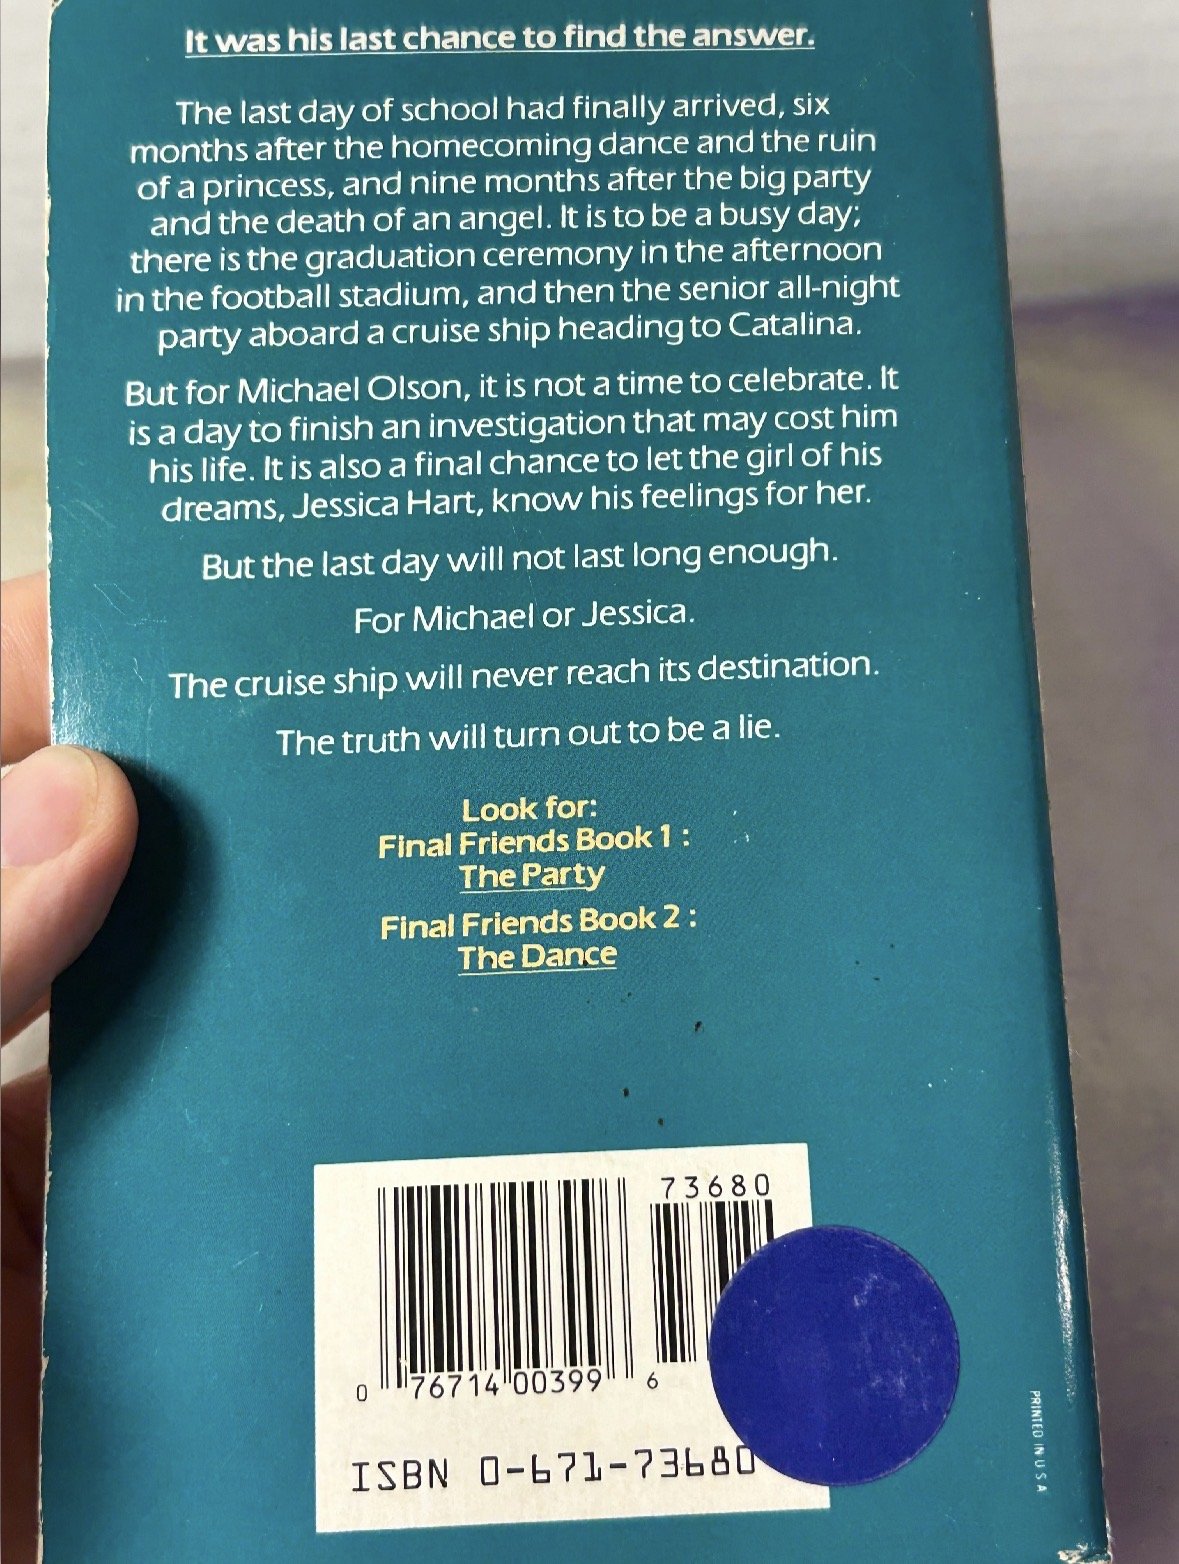 It was his last chance to find the answer.
The last day of school had finally arrived, six
months after the homecoming dance and the ruin
of a princess, and nine months after the big party
and the death of an angel. It is to be a busy day;
there is the graduation ceremony in the afternoon
in the football stadium, and then the senior all-night
party aboard a cruise ship heading to Catalina.
But for Michael Olson, it is not a time to celebrate. It
is a day to finish an investigation that may cost him
his life. It is also a final chance to let the girl of his
dreams, Jessica Hart, know his feelings for her.
But the last day will not last long enough.
For Michael or Jessica.
The cruise ship will never reach its destination.
The truth will turn out to be a lie.
Look for:
Final Friends Book 1 :
The Party
Final Friends Book 2 :
The Dance
73680
0 76714 00399 6
ISBN 0-671-73680
PRINTED IN U S A